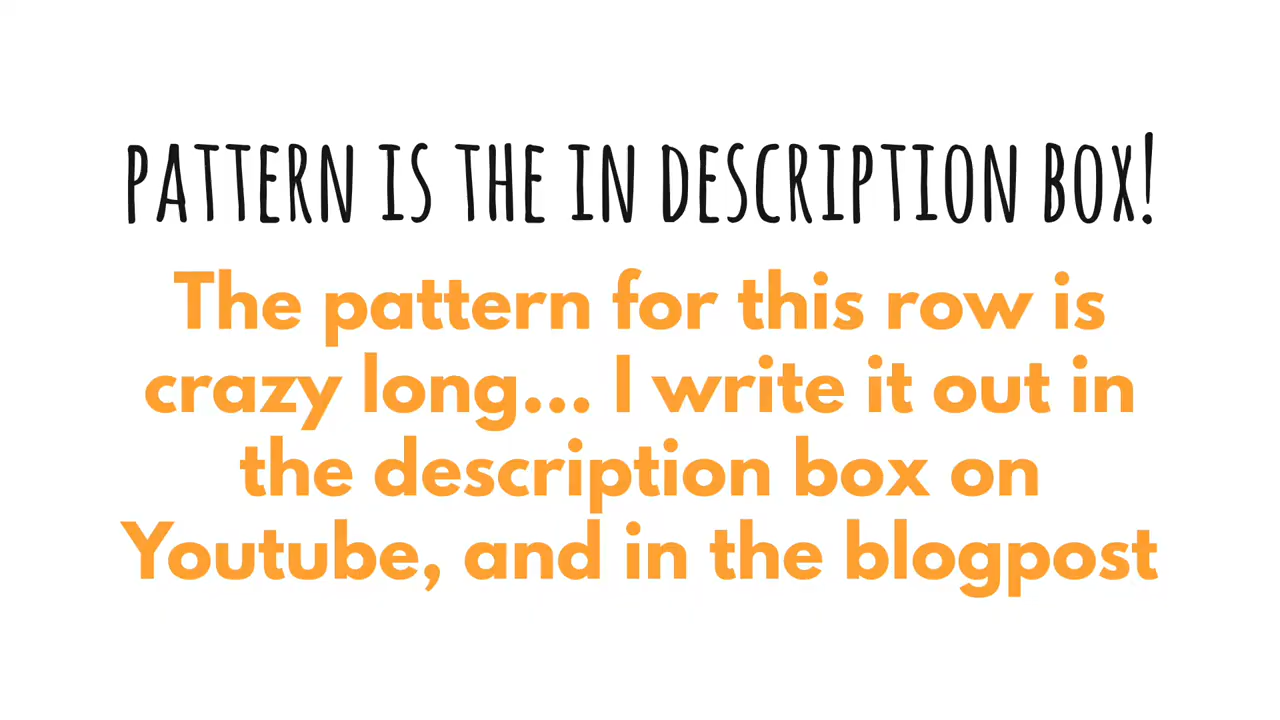 PATTERN IS THE IN DESCRIPTION BOX!
The pattern for this row is
crazy long... I write it out in
the description box on
Youtube, and in the blogpost